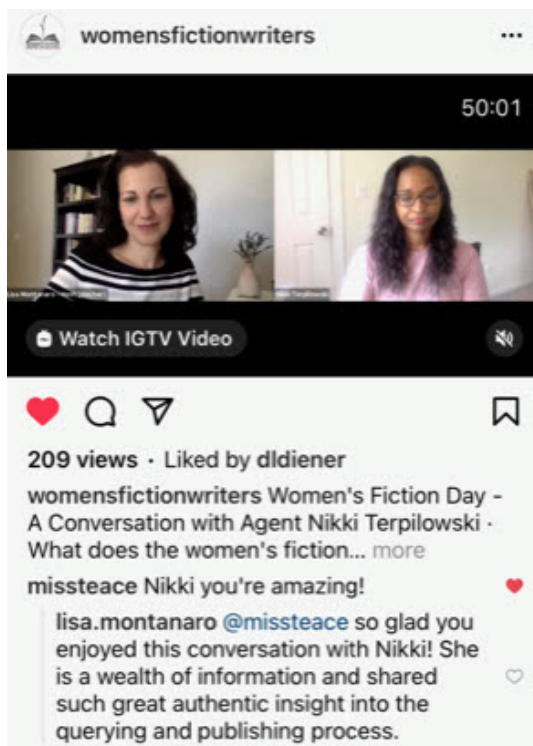 womensfictionwriters
50:01
Lisa Montanaro
Terpilowski
Watch IGTV Video
209 views · Liked by dldiener
womensfictionwriters Women's Fiction Day -
A Conversation with Agent Nikki Terpilowski ·
What does the women's fiction... more
missteace Nikki you're amazing!
lisa.montanaro @missteace so glad you
enjoyed this conversation with Nikki! She
is a wealth of information and shared
such great authentic insight into the
querying and publishing process.